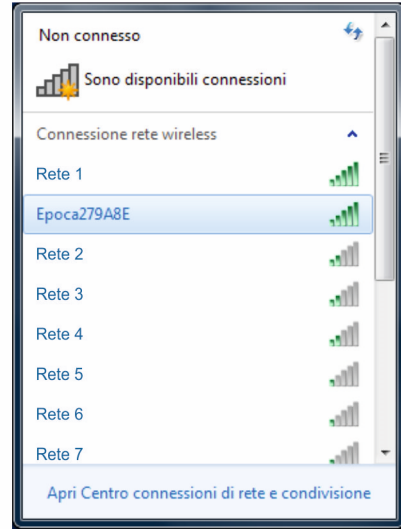 Non connesso
Sono disponibili connessioni
Connessione rete wireless
Rete 1
Epoca279A8E
Rete 2
Rete 3
Rete 4
Rete 5
Rete 6
Rete 7
Apri Centro connessioni di rete e condivisione